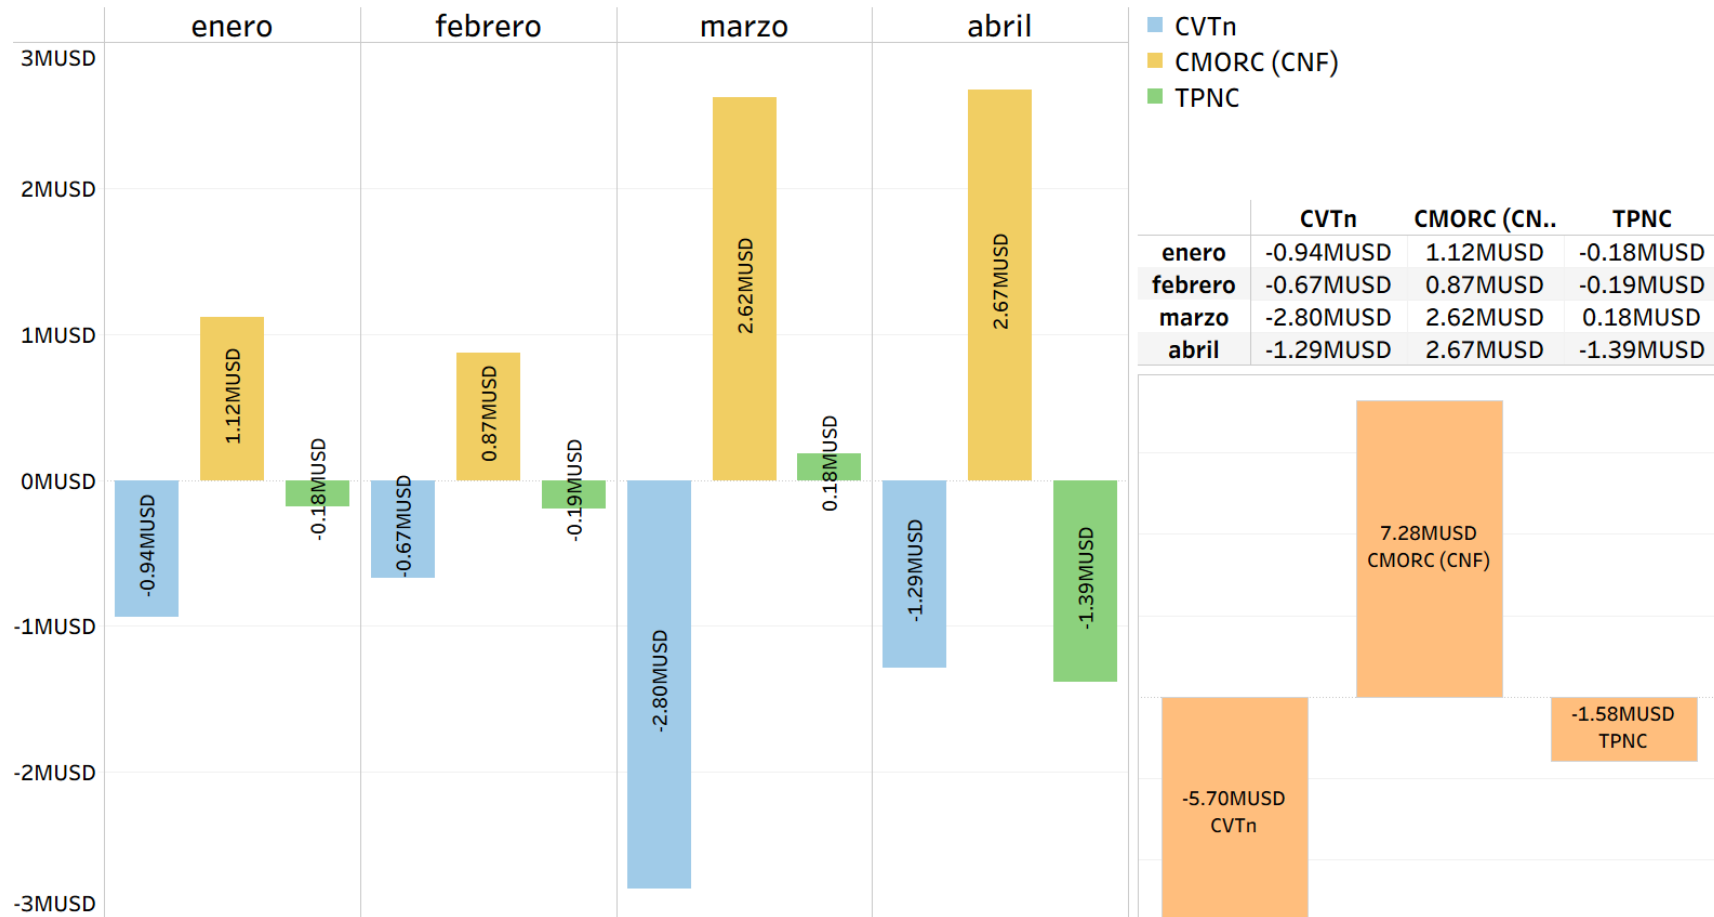 enero febrero marzo abril
3MUSD
2MUSD
1MUSD
0MUSD
-1MUSD
-2MUSD
-3MUSD
-0.94MUSD
1.12MUSD
-0.18MUSD
-0.67MUSD
0.87MUSD
-0.19MUSD
-2.80MUSD
2.62MUSD
0.18MUSD
-1.29MUSD
2.67MUSD
-1.39MUSD
CVTn
CMORC (CNF)
TPNC
CVTn CMORC (CN.. TPNC
enero -0.94MUSD 1.12MUSD -0.18MUSD
febrero -0.67MUSD 0.87MUSD -0.19MUSD
marzo -2.80MUSD 2.62MUSD 0.18MUSD
abril -1.29MUSD 2.67MUSD -1.39MUSD
-5.70MUSD
CVTn
7.28MUSD
CMORC (CNF)
-1.58MUSD
TPNC